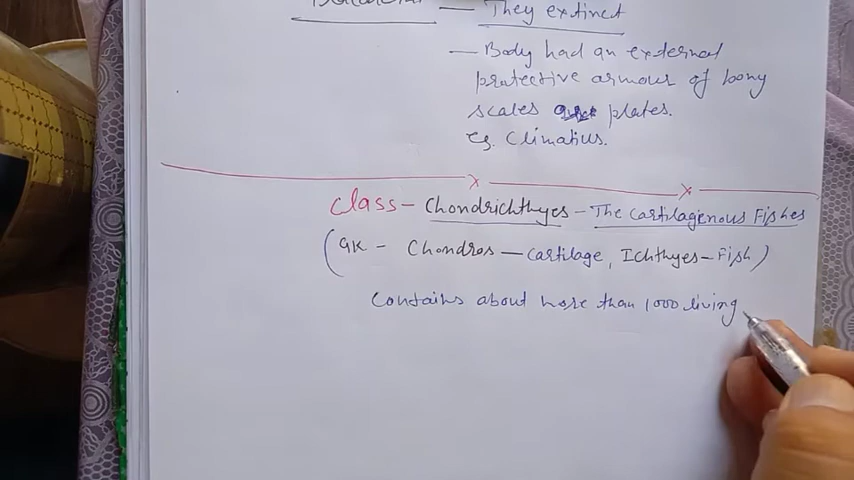 — They extinct
— Body had an external
protective armour of bony
scales plates.
Eg. Climatius.
Class - Chondrichthyes - The cartilagenous Fishes
(GK - Chondros - cartilage, Ichthyes - Fish)
Contains about more than 1000 living